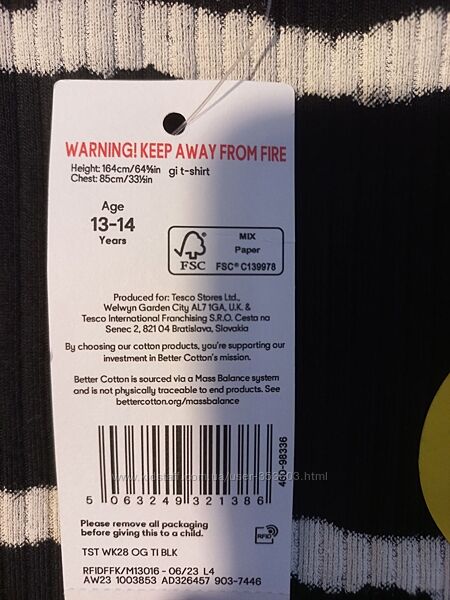 WARNING! KEEP AWAY FROM FIRE
Height: 164cm/64½in gi t-shirt
Chest: 85cm/33½in
Age
13-14
Years
FSC
MIX
Paper
FSC® C139978
Produced for: Tesco Stores Ltd.,
Welwyn Garden City AL7 1GA, U.K. &
Tesco International Franchising S.R.O. Cesta na
Senec 2, 821 04 Bratislava, Slovakia
By choosing our cotton products, you're supporting our
investment in Better Cotton's mission.
Better Cotton is sourced via a Mass Balance system
and is not physically traceable to end products. See
bettercotton.org/massbalance
5 063249 321386
Please remove all packaging
before giving this to a child.
RFID
TST WK28 OG TI BLK
RFIDFFK/M13016 - 06/23 L4
AW23 1003853 AD326457 903-7446